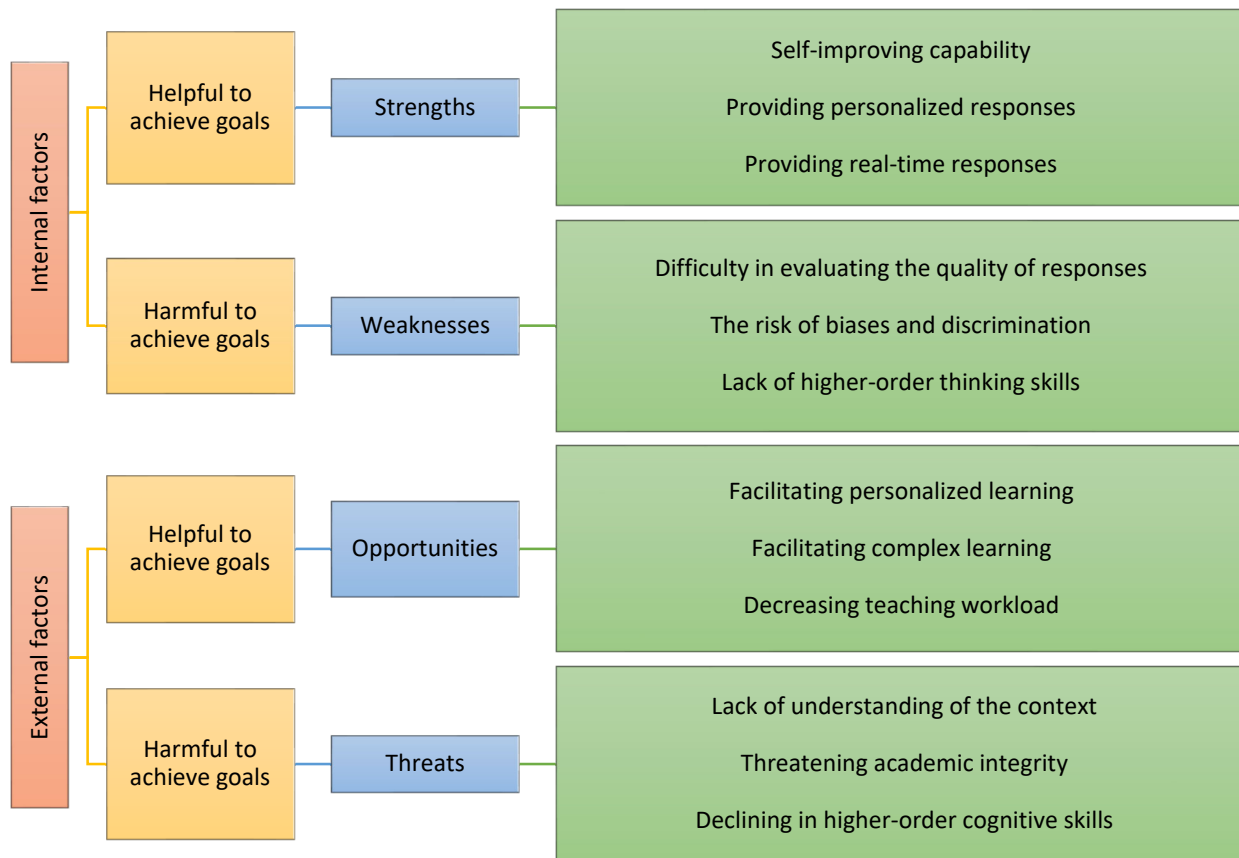 Internal factors
Helpful to
achieve goals
Strengths
Self-improving capability
Providing personalized responses
Providing real-time responses
Harmful to
achieve goals
Weaknesses
Difficulty in evaluating the quality of responses
The risk of biases and discrimination
Lack of higher-order thinking skills
External factors
Helpful to
achieve goals
Opportunities
Facilitating personalized learning
Facilitating complex learning
Decreasing teaching workload
Harmful to
achieve goals
Threats
Lack of understanding of the context
Threatening academic integrity
Declining in higher-order cognitive skills